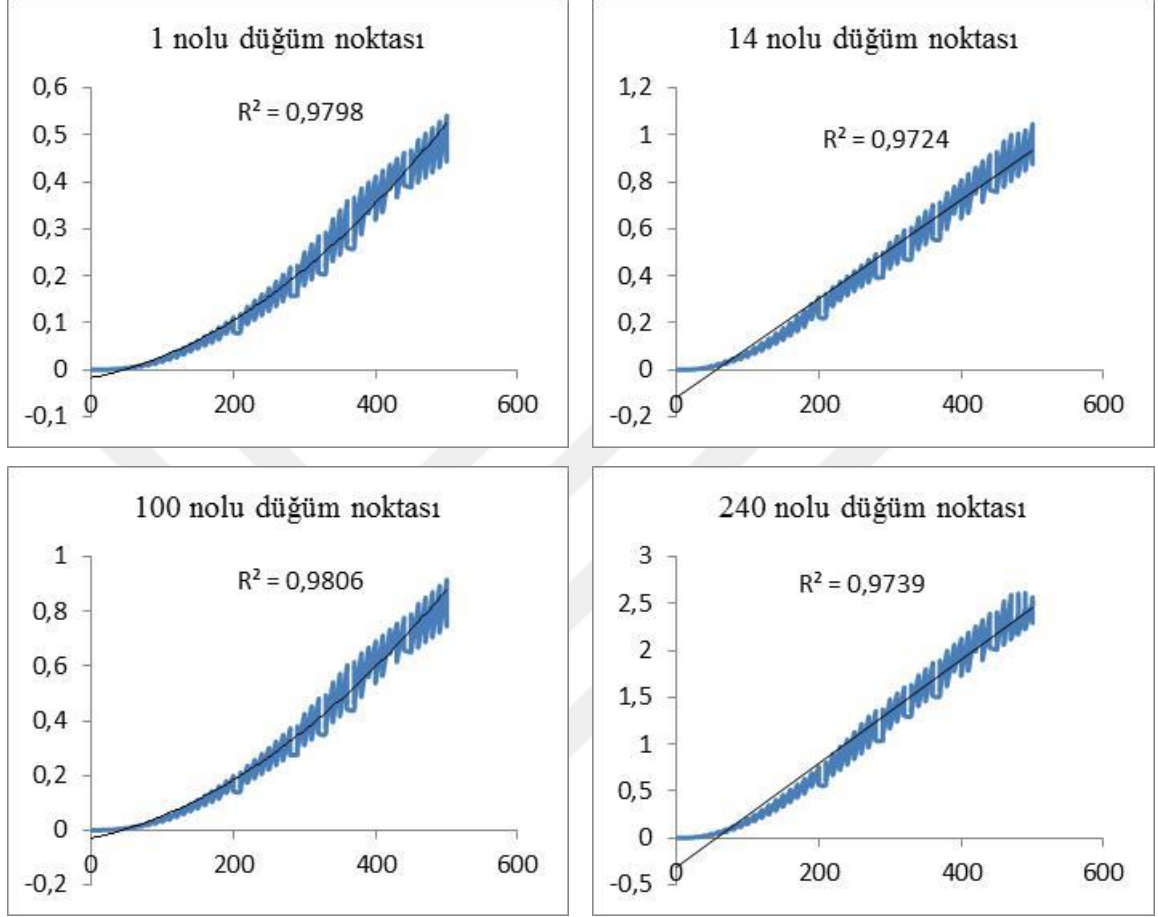 1 nolu düğüm noktası
R² = 0,9798
0,6
0,5
0,4
0,3
0,2
0,1
0
-0,1
0 200 400 600
14 nolu düğüm noktası
R² = 0,9724
1,2
1
0,8
0,6
0,4
0,2
0
-0,2
0 200 400 600
100 nolu düğüm noktası
R² = 0,9806
1
0,8
0,6
0,4
0,2
0
-0,2
0 200 400 600
240 nolu düğüm noktası
R² = 0,9739
3
2,5
2
1,5
1
0,5
0
-0,5
0 200 400 600